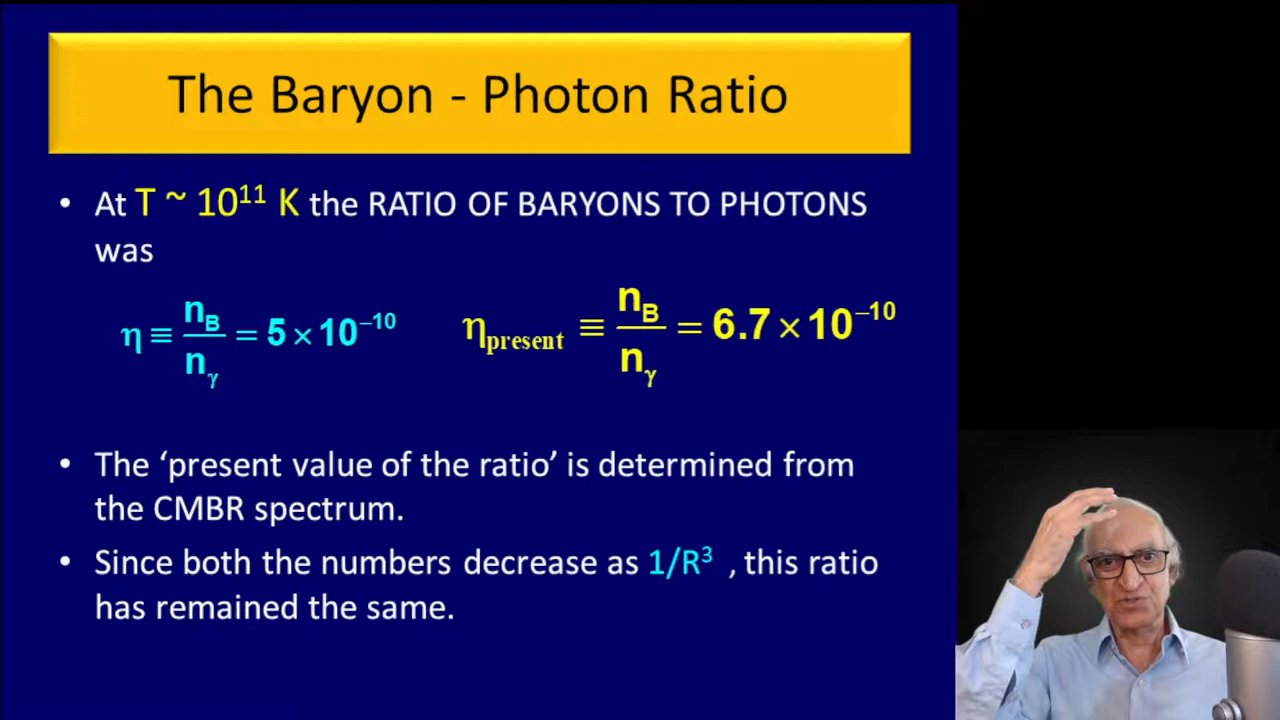 The Baryon - Photon Ratio
• At T ~ 10¹¹ K the RATIO OF BARYONS TO PHOTONS
was
η ≡ n_B / n_γ = 5 × 10⁻¹⁰
η_present ≡ n_B / n_γ = 6.7 × 10⁻¹⁰
• The ‘present value of the ratio’ is determined from
the CMBR spectrum.
• Since both the numbers decrease as 1/R³ , this ratio
has remained the same.